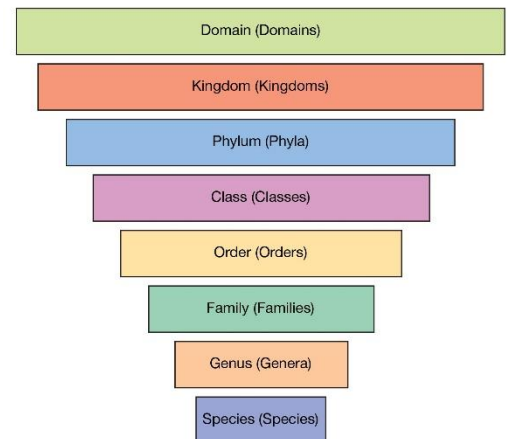 Domain (Domains)
Kingdom (Kingdoms)
Phylum (Phyla)
Class (Classes)
Order (Orders)
Family (Families)
Genus (Genera)
Species (Species)